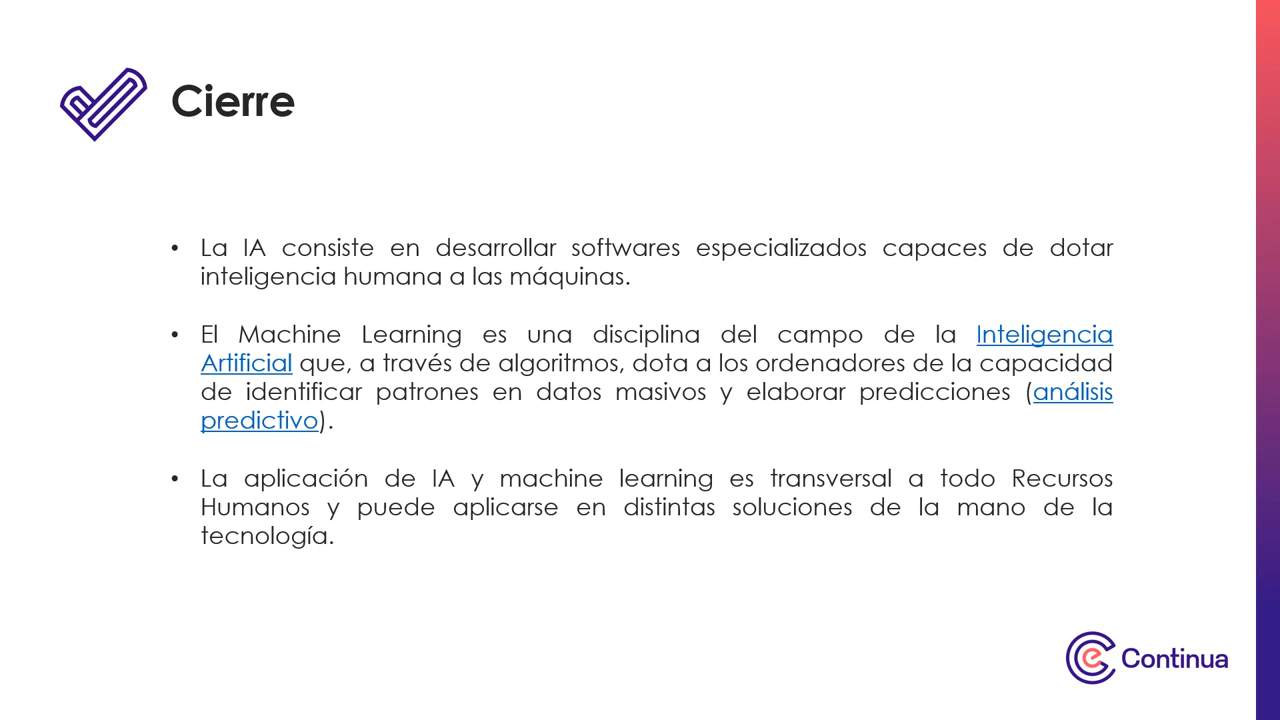 Cierre
• La IA consiste en desarrollar softwares especializados capaces de dotar
inteligencia humana a las máquinas.
• El Machine Learning es una disciplina del campo de la Inteligencia
Artificial que, a través de algoritmos, dota a los ordenadores de la capacidad
de identificar patrones en datos masivos y elaborar predicciones (análisis
predictivo).
• La aplicación de IA y machine learning es transversal a todo Recursos
Humanos y puede aplicarse en distintas soluciones de la mano de la
tecnología.
Continua